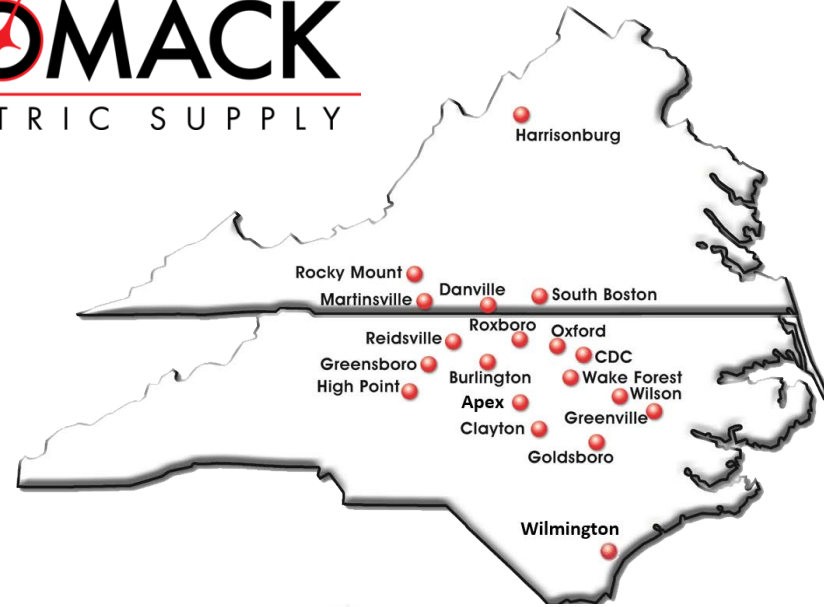 OMACK
TRIC SUPPLY
Harrisonburg
Rocky Mount
Danville
South Boston
Martinsville
Roxboro
Oxford
Reidsville
CDC
Greensboro
Burlington
Wake Forest
High Point
Wilson
Apex
Greenville
Clayton
Goldsboro
Wilmington